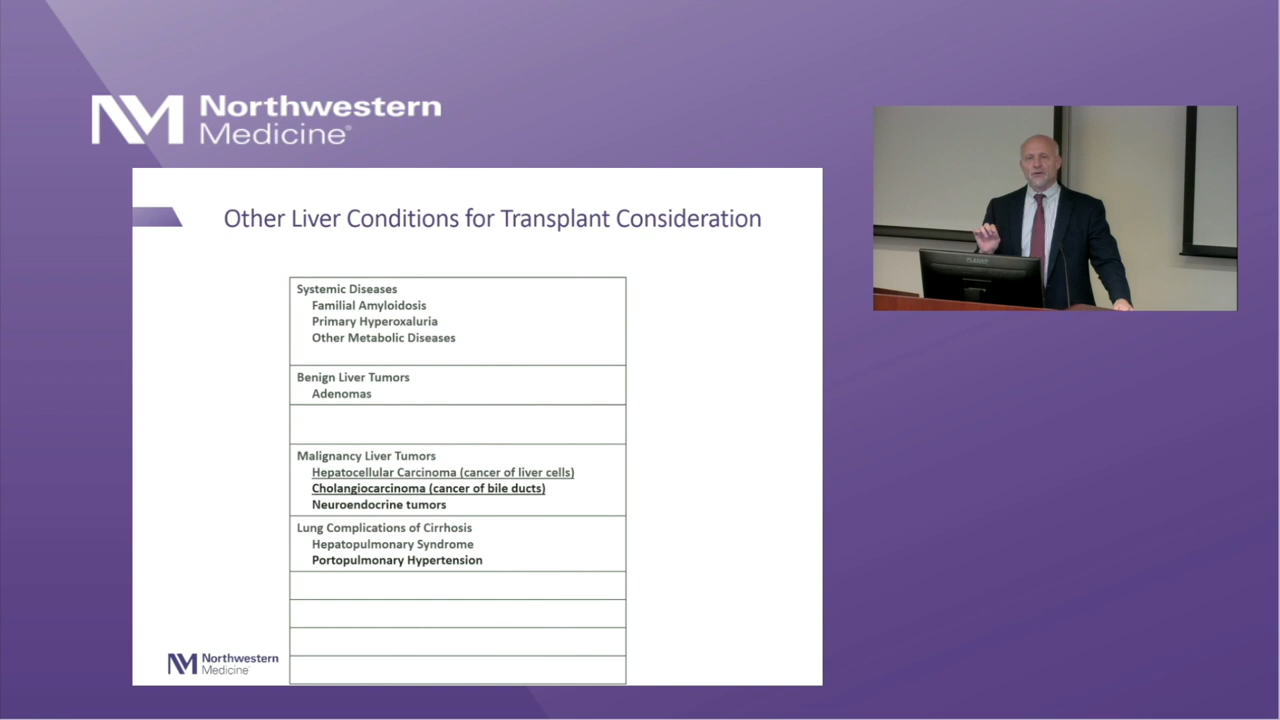 Northwestern
Medicine®
Other Liver Conditions for Transplant Consideration
Systemic Diseases
Familial Amyloidosis
Primary Hyperoxaluria
Other Metabolic Diseases
Benign Liver Tumors
Adenomas
Malignancy Liver Tumors
Hepatocellular Carcinoma (cancer of liver cells)
Cholangiocarcinoma (cancer of bile ducts)
Neuroendocrine tumors
Lung Complications of Cirrhosis
Hepatopulmonary Syndrome
Portopulmonary Hypertension
Northwestern
Medicine